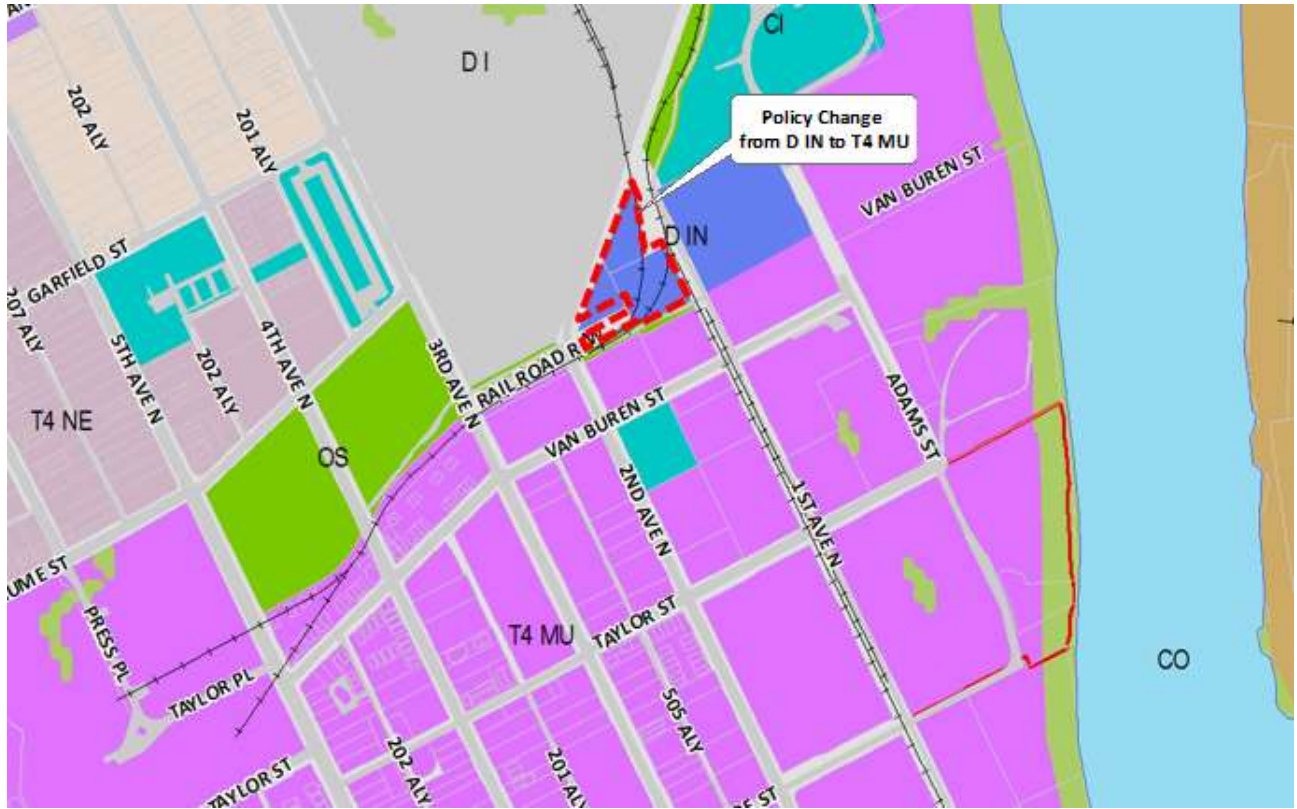 CI
D I
202 ALY
201 ALY
Policy Change
from D IN to T4 MU
VAN BUREN ST
D IN
GARFIELD ST
207 ALY
5TH AVE N
202 ALY
4TH AVE N
3RD AVE N
RAILROAD R
T4 NE
OS
VAN BUREN ST
ADAMS ST
2ND AVE N
1ST AVE N
UME ST
PRESS PL
T4 MU
TAYLOR ST
CO
TAYLOR PL
505 ALY
202 ALY
201 ALY
TAYLOR ST
ST